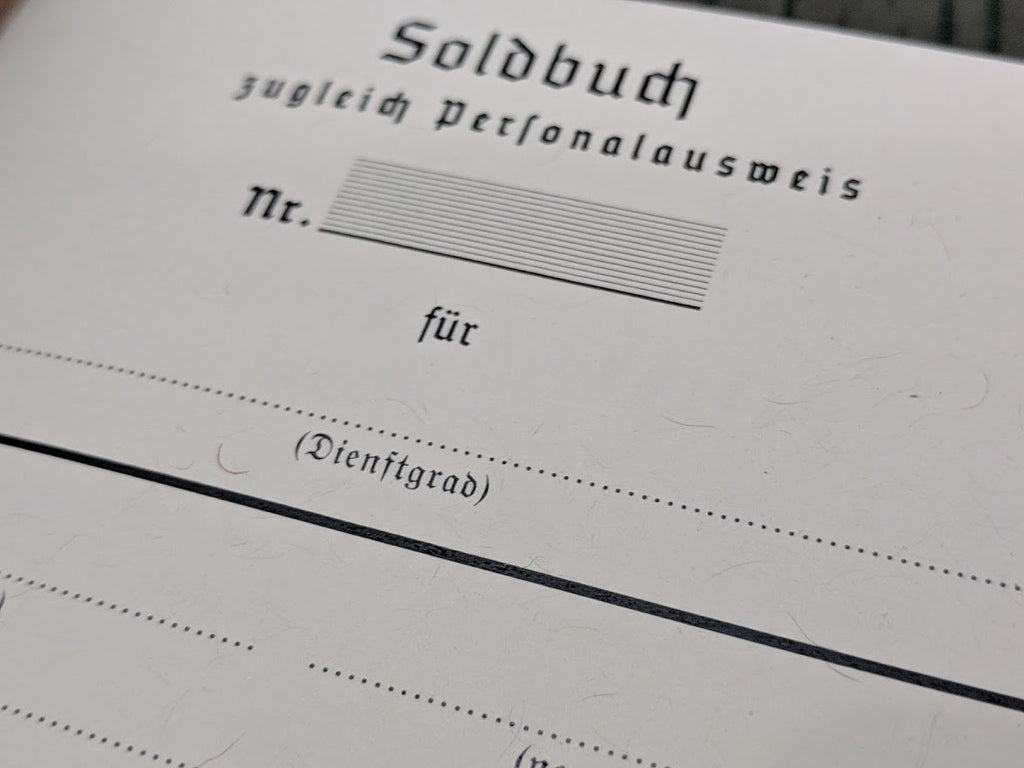 Soldbuch
zugleich Personalausweis
Nr.
für
(Dienstgrad)